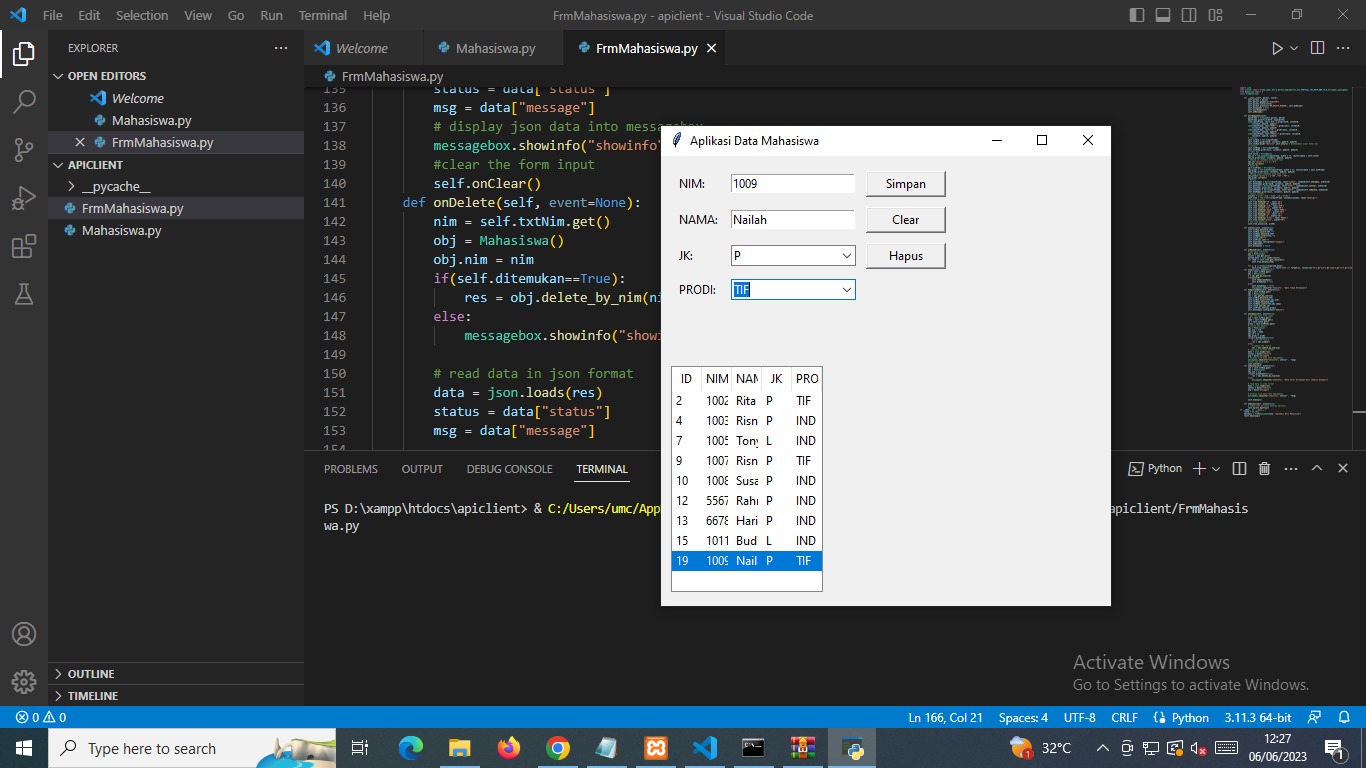 File Edit Selection View Go Run Terminal Help FrmMahasiswa.py - apiclient - Visual Studio Code
EXPLORER
OPEN EDITORS
Welcome
Mahasiswa.py
FrmMahasiswa.py
APICLIENT
__pycache__
FrmMahasiswa.py
Mahasiswa.py
OUTLINE
TIMELINE
Welcome Mahasiswa.py FrmMahasiswa.py
FrmMahasiswa.py
135 status = data["status"]
136 msg = data["message"]
137 # display json data into messagebox
138 messagebox.showinfo("showinfo"
139 #clear the form input
140 self.onClear()
141 def onDelete(self, event=None):
142 nim = self.txtNim.get()
143 obj = Mahasiswa()
144 obj.nim = nim
145 if(self.ditemukan==True):
146 res = obj.delete_by_nim(ni
147 else:
148 messagebox.showinfo("showi
149
150 # read data in json format
151 data = json.loads(res)
152 status = data["status"]
153 msg = data["message"]
154
Aplikasi Data Mahasiswa
NIM: 1009 Simpan
NAMA: Nailah Clear
JK: P Hapus
PRODI: TIF
ID NIM NAM JK PRO
2 1002 Rita P TIF
4 1003 Risn P IND
7 1005 Tony L IND
9 1007 Risn P TIF
10 1008 Susa P IND
12 5567 Rahr P IND
13 6678 Hari P IND
15 1011 Bud L IND
19 1009 Nail P TIF
PROBLEMS OUTPUT DEBUG CONSOLE TERMINAL Python
PS D:\xampp\htdocs\apiclient> & C:/Users/umc/App apiclient/FrmMahasis
wa.py
Activate Windows
Go to Settings to activate Windows.
0 0 Ln 166, Col 21 Spaces: 4 UTF-8 CRLF Python 3.11.3 64-bit
Type here to search 32°C 12:27
06/06/2023
1